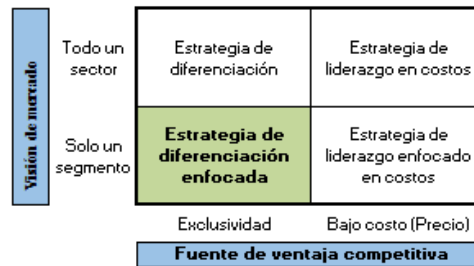 Visión de mercado
Todo un
sector
Estrategia de
diferenciación
Estrategia de
liderazgo en costos
Solo un
segmento
Estrategia de
diferenciación
enfocada
Estrategia de
liderazgo enfocado
en costos
Exclusividad
Bajo costo (Precio)
Fuente de ventaja competitiva